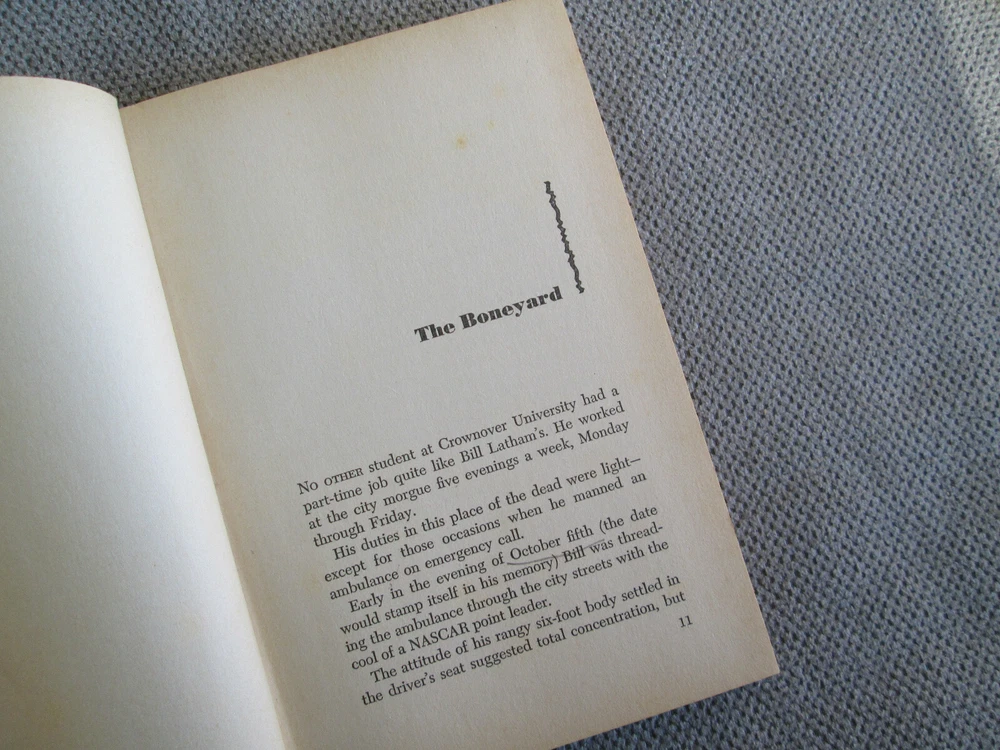 The Boneyard
No other student at Crownover University had a
part-time job quite like Bill Latham's. He worked
at the city morgue five evenings a week, Monday
through Friday.
His duties in this place of the dead were light—
except for those occasions when he manned an
ambulance on emergency call.
Early in the evening of October fifth (the date
would stamp itself in his memory) Bill was thread-
ing the ambulance through the city streets with the
cool of a NASCAR point leader.
The attitude of his rangy six-foot body settled in
the driver's seat suggested total concentration, but
11